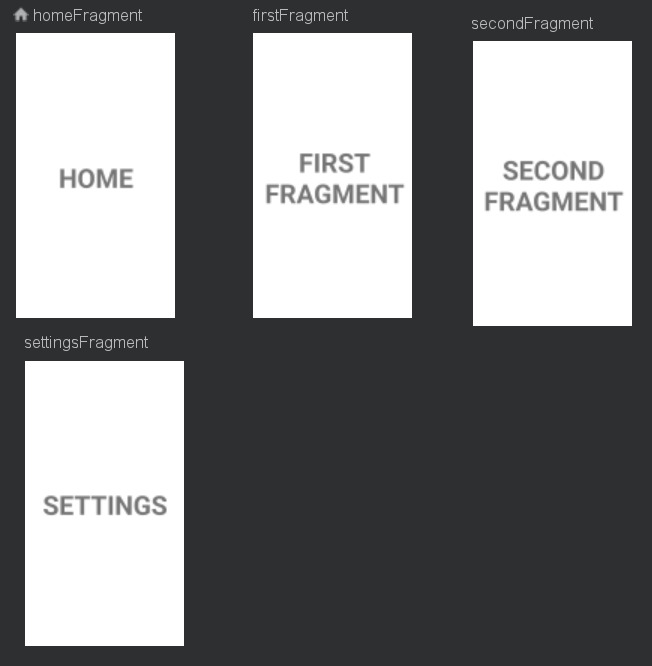 homeFragment
HOME
firstFragment
FIRST
FRAGMENT
secondFragment
SECOND
FRAGMENT
settingsFragment
SETTINGS